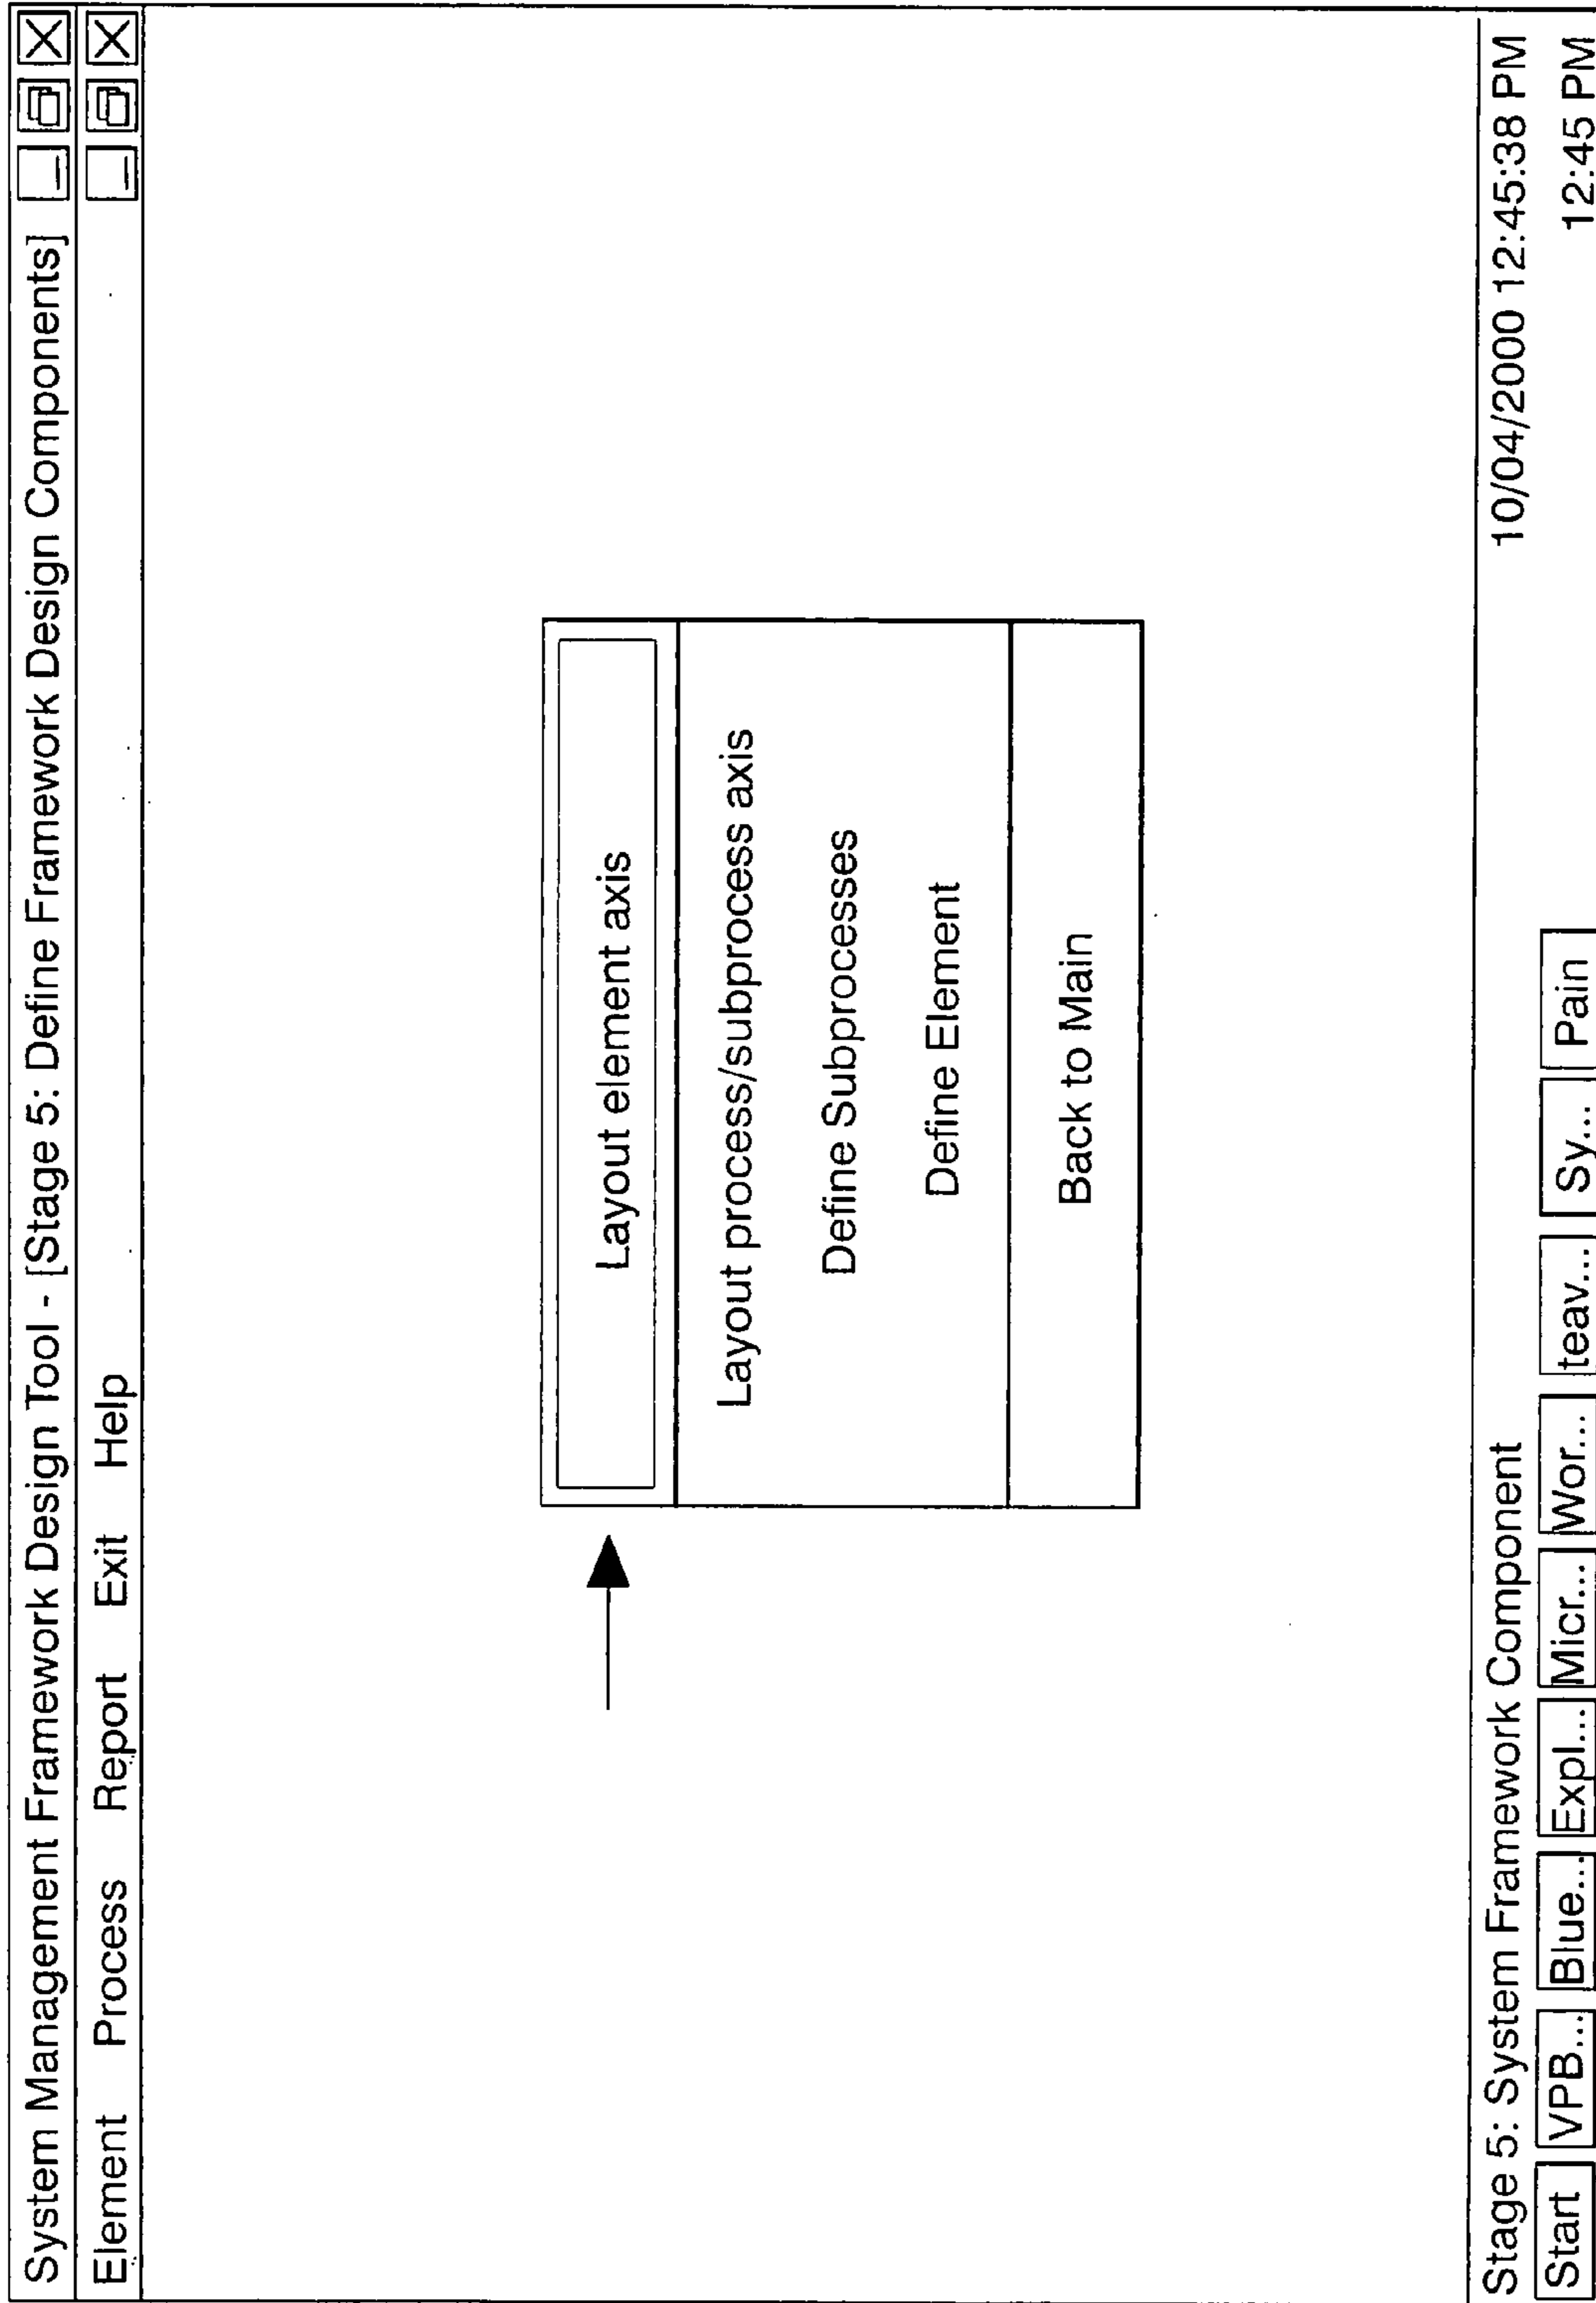 System Management Framework Design Tool - [Stage 5: Define Framework Design Components]
Element Process Report Exit Help
Layout element axis
Layout process/subprocess axis
Define Subprocesses
Define Element
Back to Main
Stage 5: System Framework Component 10/04/2000 12:45:38 PM
Start VPB... Blue... Expl... Micr... Wor... teav... Sy... Pain 12:45 PM